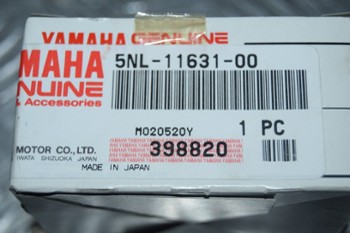 YAMAHA GENUINE
AMAHA
NUINE
& Accessories
5NL-11631-00
M020520Y 1 PC
MOTOR CO.,LTD.
IWATA SHIZUOKA JAPAN
398820
MADE IN JAPAN